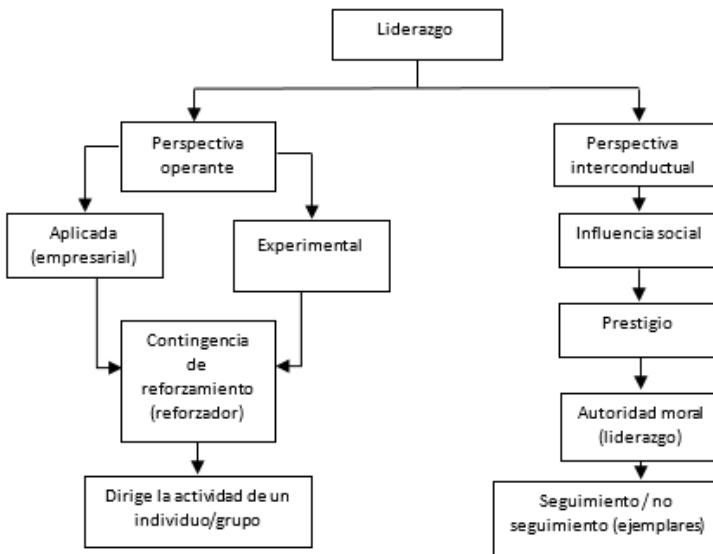 Liderazgo
Perspectiva
operante
Perspectiva
interconductual
Aplicada
(empresarial)
Experimental
Influencia social
Contingencia
de
reforzamiento
(reforzador)
Prestigio
Autoridad moral
(liderazgo)
Dirige la actividad de un
individuo/grupo
Seguimiento / no
seguimiento (ejemplares)